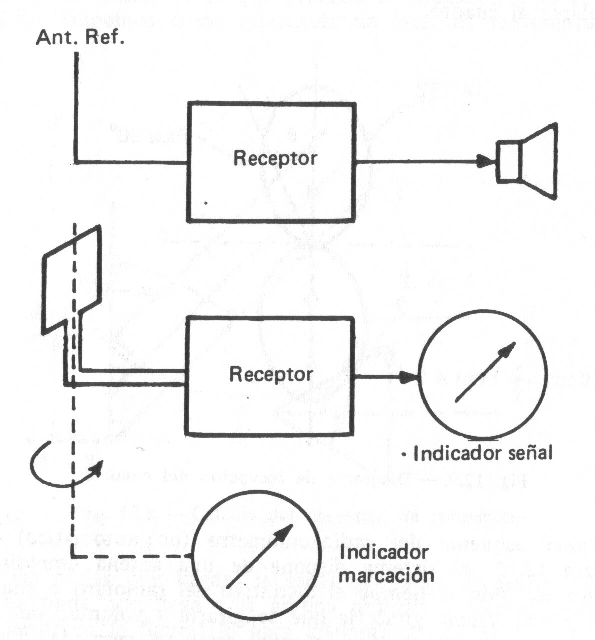 Ant. Ref.
Receptor
Receptor
Indicador señal
Indicador
marcación